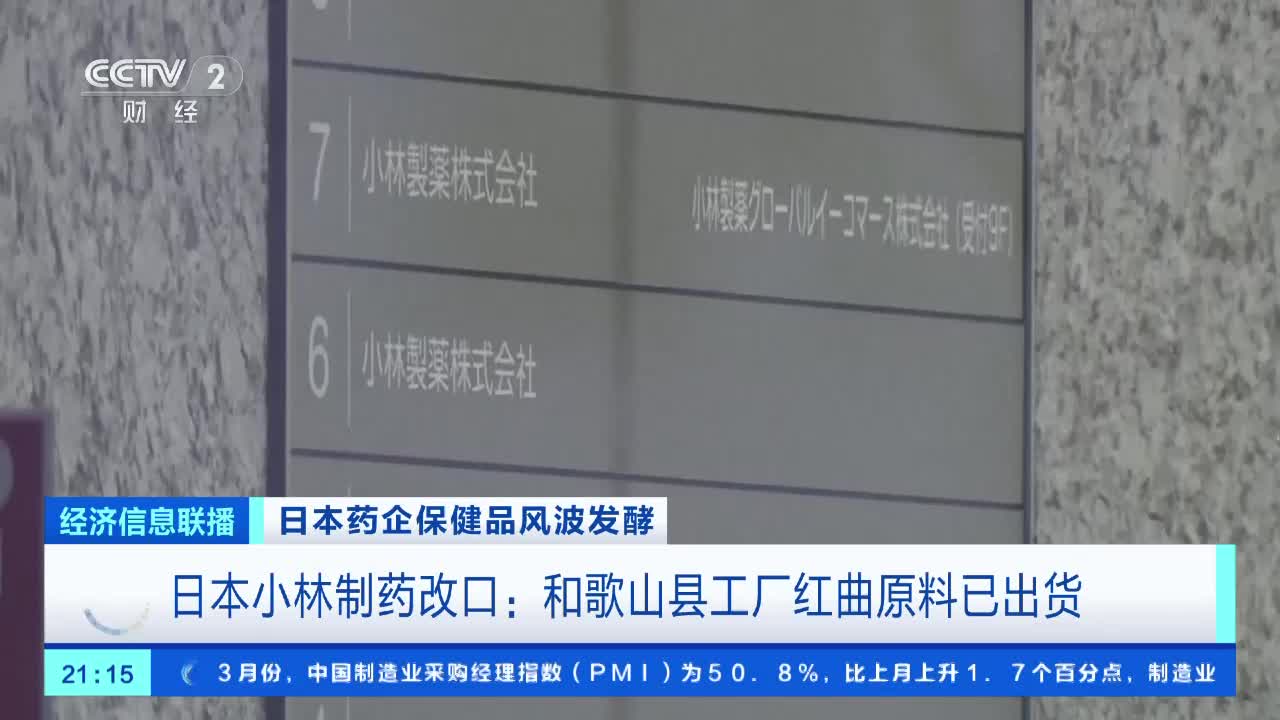 CCTV 2
财 经
7 小林製薬株式会社 小林製薬グローバルイーコマース株式会社 (受付9F)
6 小林製薬株式会社
经济信息联播 日本药企保健品风波发酵
日本小林制药改口：和歌山县工厂红曲原料已出货
21:15 3月份，中国制造业采购经理指数（PMI）为50．8%，比上月上升1．7个百分点，制造业